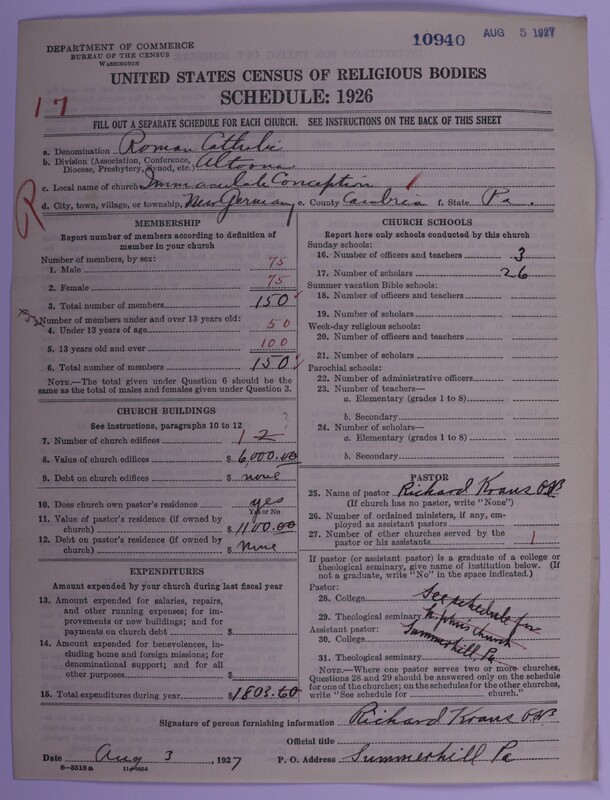 DEPARTMENT OF COMMERCE
BUREAU OF THE CENSUS
WASHINGTON
10940 AUG 5 1927
UNITED STATES CENSUS OF RELIGIOUS BODIES
SCHEDULE: 1926
17
FILL OUT A SEPARATE SCHEDULE FOR EACH CHURCH. SEE INSTRUCTIONS ON THE BACK OF THIS SHEET
a. Denomination Roman Catholic
b. Division (Association, Conference, Diocese, Presbytery, Synod, etc.) Altoona
c. Local name of church Immaculate Conception
R
d. City, town, village, or township, New Germany e. County Cambria f. State Pa.
MEMBERSHIP
Report number of members according to definition of
member in your church
Number of members, by sex:
1. Male 75
2. Female 75
3. Total number of members 150
Number of members under and over 13 years old:
4. Under 13 years of age 50
5. 13 years old and over 100
6. Total number of members 150
NOTE.—The total given under Question 6 should be the
same as the total of males and females given under Question 3.
CHURCH BUILDINGS
See instructions, paragraphs 10 to 12 ?
7. Number of church edifices 1 2
8. Value of church edifices $ 6,000.00
9. Debt on church edifices $ none
10. Does church own pastor's residence yes
Yes or No
11. Value of pastor's residence (if owned by
church) $ 1100.00
12. Debt on pastor's residence (if owned by
church) $ None
EXPENDITURES
Amount expended by your church during last fiscal year
13. Amount expended for salaries, repairs,
and other running expenses; for im-
provements or new buildings; and for
payments on church debt $
14. Amount expended for benevolences, in-
cluding home and foreign missions; for
denominational support; and for all
other purposes $
15. Total expenditures during year $ 1803.60
CHURCH SCHOOLS
Report here only schools conducted by this church
Sunday schools:
16. Number of officers and teachers 3
17. Number of scholars 26
Summer vacation Bible schools:
18. Number of officers and teachers
19. Number of scholars
Week-day religious schools:
20. Number of officers and teachers
21. Number of scholars
Parochial schools:
22. Number of administrative officers
23. Number of teachers—
a. Elementary (grades 1 to 8)
b. Secondary
24. Number of scholars—
a. Elementary (grades 1 to 8)
b. Secondary
PASTOR
25. Name of pastor Richard Kraus OSB
(If church has no pastor, write "None")
26. Number of ordained ministers, if any, em-
ployed as assistant pastors
27. Number of other churches served by the
pastor or his assistants 1
If pastor (or assistant pastor) is a graduate of a college or
theological seminary, give name of institution below. (If
not a graduate, write "No" in the space indicated.)
Pastor:
28. College See schedule for
29. Theological seminary St. John's church
Assistant pastor: Summerhill, Pa
30. College
31. Theological seminary
NOTE.—Where one pastor serves two or more churches,
Questions 28 and 29 should be answered only on the schedule
for one of the churches; on the schedules for the other churches,
write "See schedule for church."
Signature of person furnishing information Richard Kraus OSB
Official title
Date Aug 3, 1927 P. O. Address Summerhill Pa